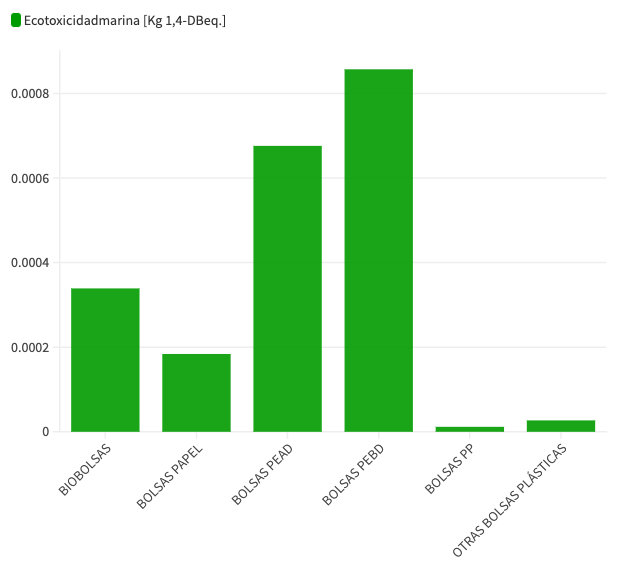 Ecotoxicidadmarina [Kg 1,4-DBeq.]
0.0008
0.0006
0.0004
0.0002
0
BIOBOLSAS
BOLSAS PAPEL
BOLSAS PEAD
BOLSAS PEBD
BOLSAS PP
OTRAS BOLSAS PLÁSTICAS